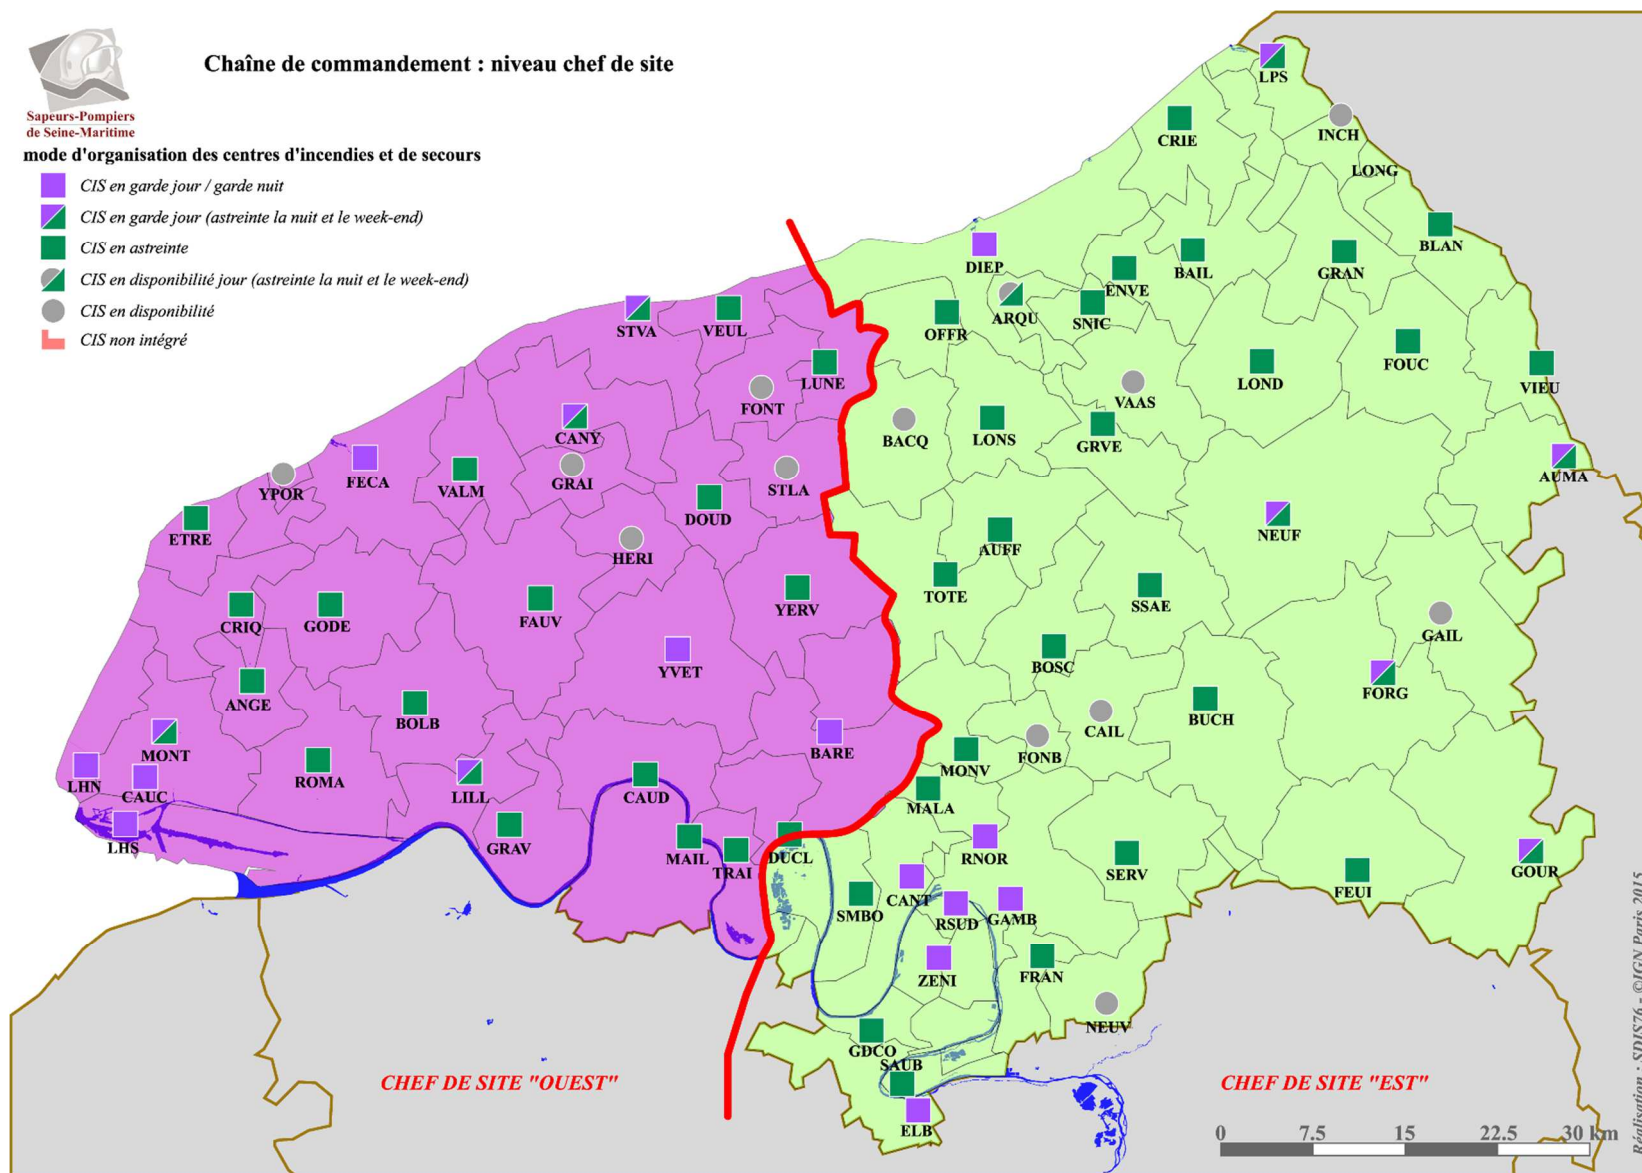 Chaîne de commandement : niveau chef de site
Sapeurs-Pompiers
de Seine-Maritime
mode d'organisation des centres d'incendies et de secours
CIS en garde jour / garde nuit
CIS en garde jour (astreinte la nuit et le week-end)
CIS en astreinte
CIS en disponibilité jour (astreinte la nuit et le week-end)
CIS en disponibilité
CIS non intégré
LPS
INCH
CRIE
LONG
BLAN
DIEP
BAIL
GRAN
ENVE
ARQU
SNIC
OFFR
STVA
VEUL
FOUC
LUNE
LOND
VIEU
FONT
VAAS
CANY
BACQ
LONS
GRVE
FECA
AUMA
YPOR
VALM
GRAI
STLA
DOUD
ETRE
NEUF
HERI
AUFF
TOTE
SSAE
YERV
CRIQ
GODE
FAUV
GAIL
BOSC
YVET
FORG
ANGE
BOLB
BUCH
CAIL
MONT
BARE
FONB
MONV
LHN
CAUC
ROMA
LILL
CAUD
MALA
LHS
GRAV
MAIL
TRAI
DUCL
RNOR
SERV
GOUR
FEUI
CANT
SMBO
RSUD
GAMB
ZENI
FRAN
NEUV
GDCO
SAUB
ELB
CHEF DE SITE "OUEST"
CHEF DE SITE "EST"
0 7.5 15 22.5 30 km
Réalisation : SDIS76 - ©IGN Paris 2015